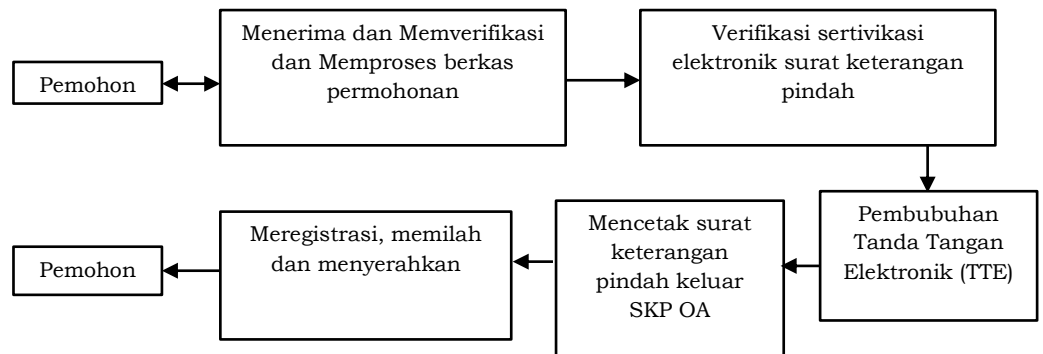 Pemohon
Menerima dan Memverifikasi
dan Memproses berkas
permohonan
Verifikasi sertivikasi
elektronik surat keterangan
pindah
Pembubuhan
Tanda Tangan
Elektronik (TTE)
Mencetak surat
keterangan
pindah keluar
SKP OA
Meregistrasi, memilah
dan menyerahkan
Pemohon